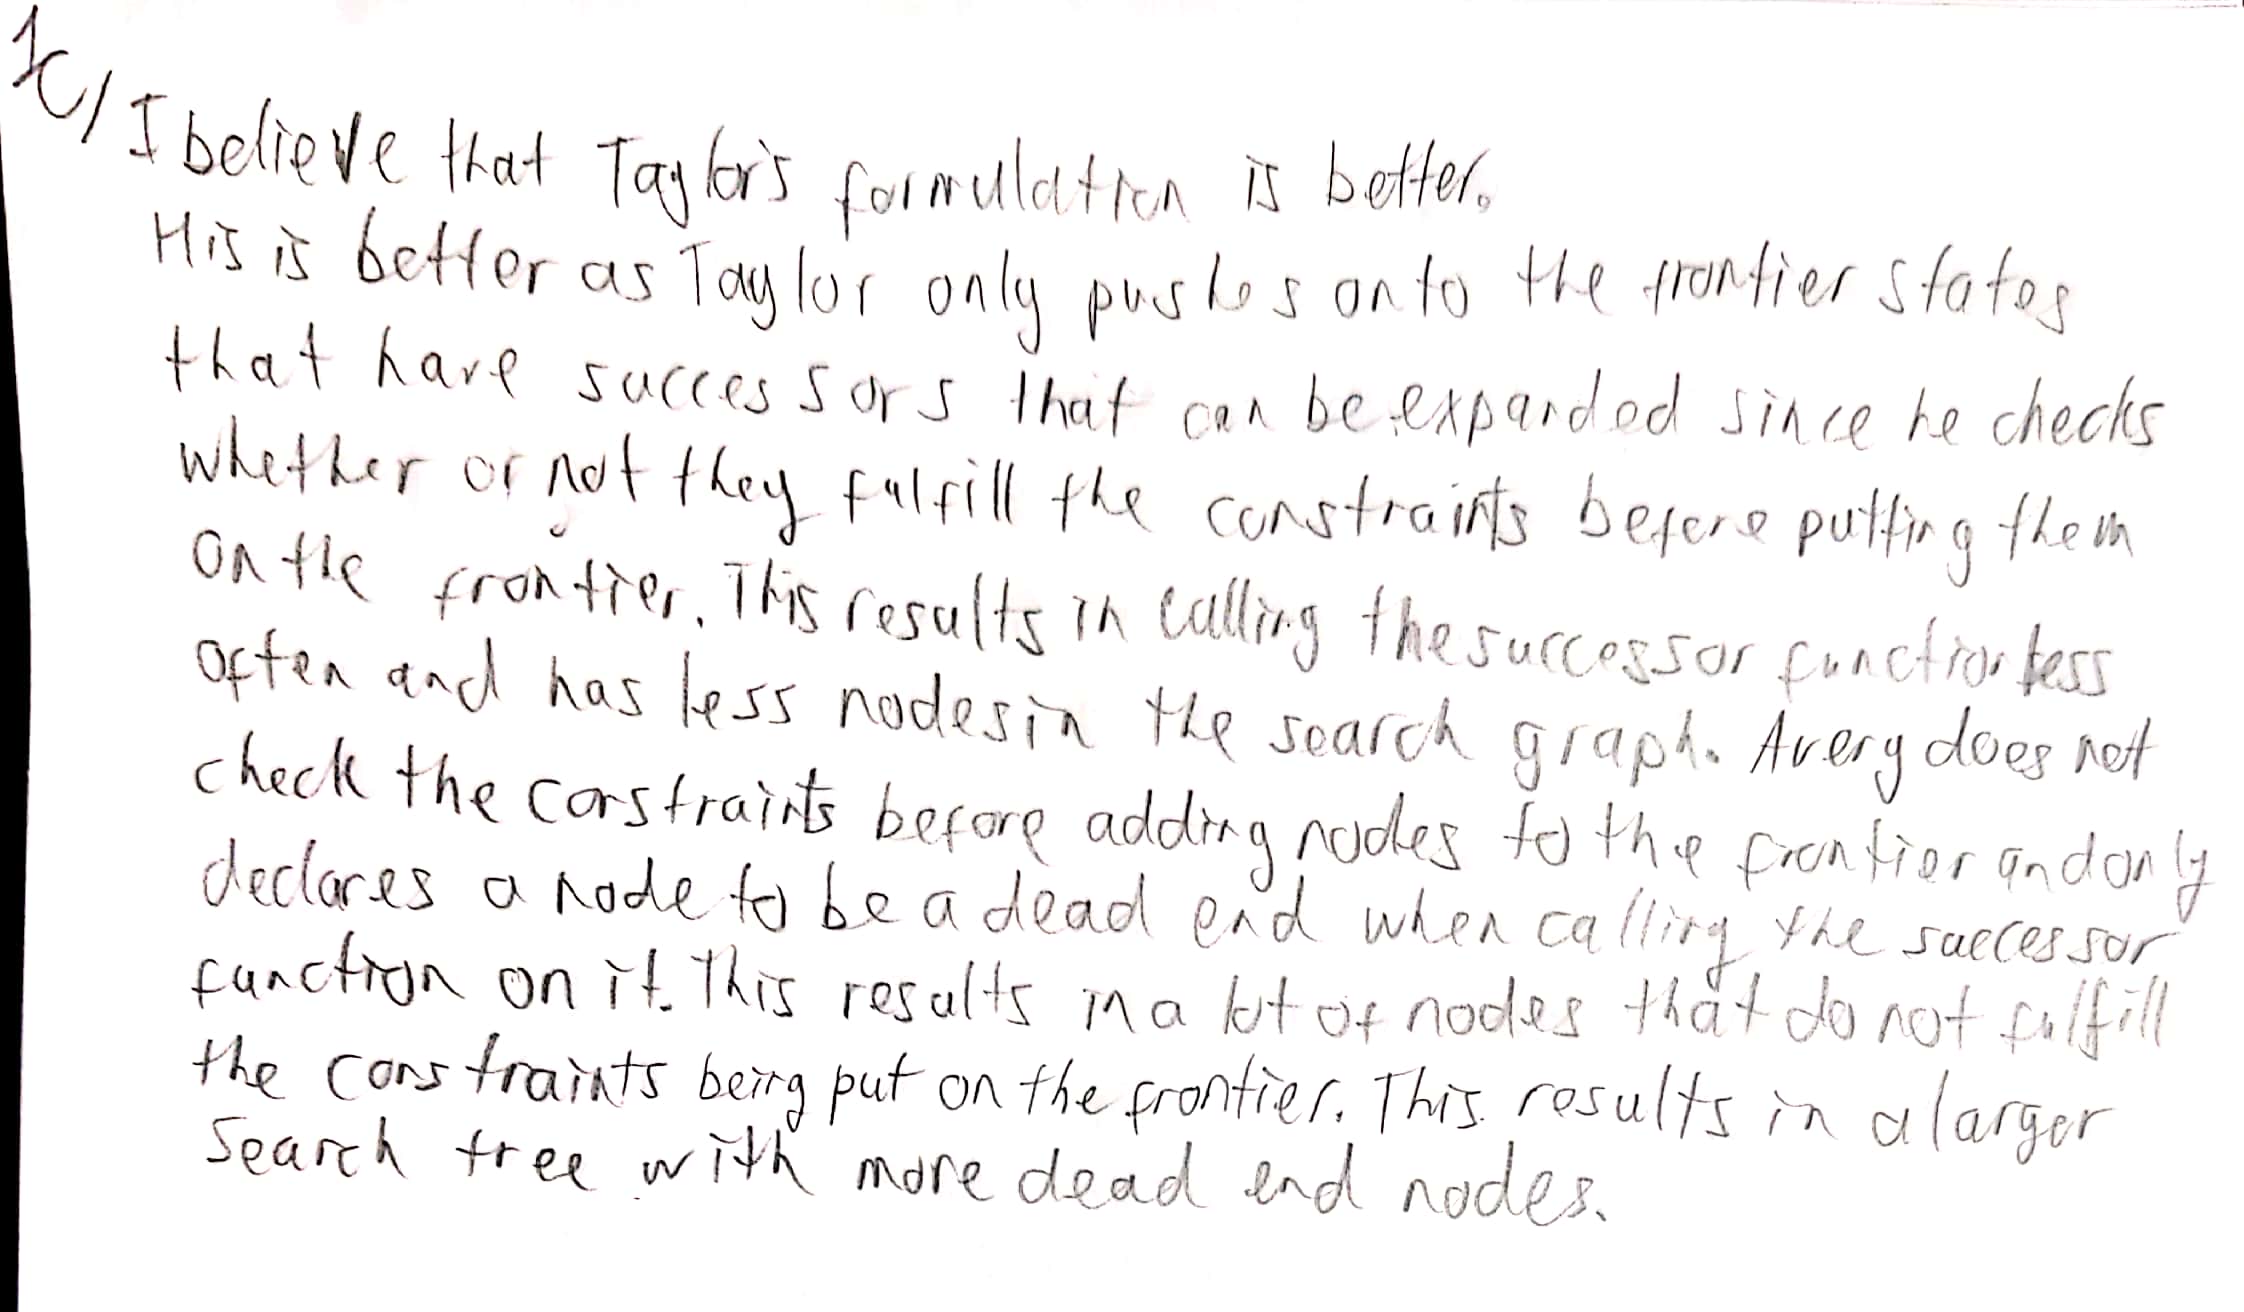 1c/ I believe that Taylor's formulation is better.
His is better as Taylor only pushes onto the frontier states
that have successors that can be expanded since he checks
whether or not they fulfill the constraints before putting them
on the frontier. This results in calling the successor function less
often and has less nodes in the search graph. Avery does not
check the constraints before adding nodes to the frontier and only
declares a node to be a dead end when calling the successor
function on it. This results in a lot of nodes that do not fulfill
the constraints being put on the frontier. This results in a larger
search tree with more dead end nodes.